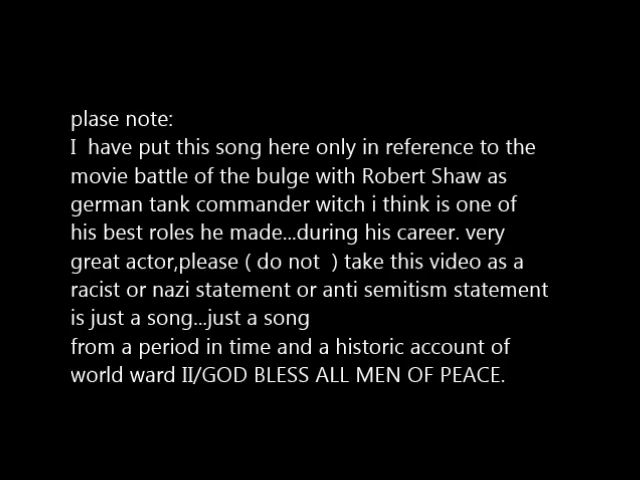 plase note:
I  have put this song here only in reference to the
movie battle of the bulge with Robert Shaw as
german tank commander witch i think is one of
his best roles he made...during his career. very
great actor,please ( do not  ) take this video as a
racist or nazi statement or anti semitism statement
is just a song...just a song
from a period in time and a historic account of
world ward II/GOD BLESS ALL MEN OF PEACE.